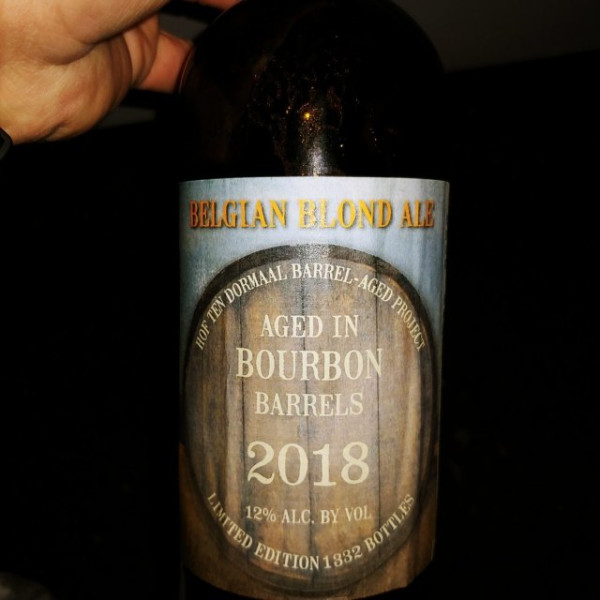 BELGIAN BLOND ALE
HOF TEN DORMAAL BARREL-AGED PROJECT
AGED IN
BOURBON
BARRELS
2018
12% ALC. BY VOL
LIMITED EDITION 1332 BOTTLES